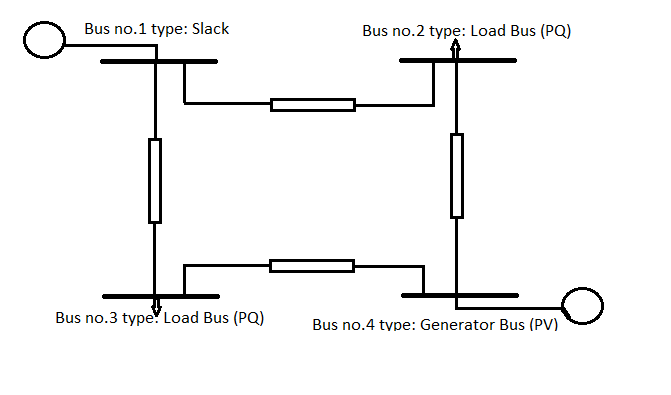 Bus no.1 type: Slack
Bus no.2 type: Load Bus (PQ)
Bus no.3 type: Load Bus (PQ)
Bus no.4 type: Generator Bus (PV)